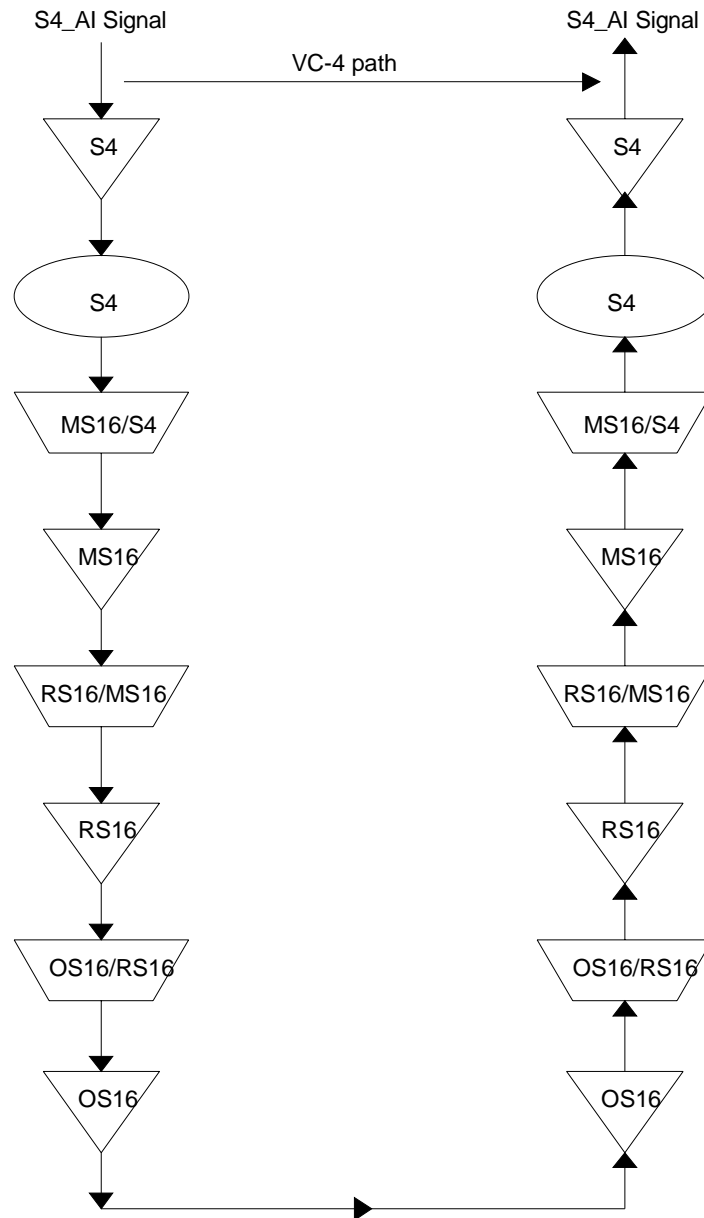 S4_AI Signal
S4_AI Signal
VC-4 path
S4
S4
S4
S4
MS16/S4
MS16/S4
MS16
MS16
RS16/MS16
RS16/MS16
RS16
RS16
OS16/RS16
OS16/RS16
OS16
OS16